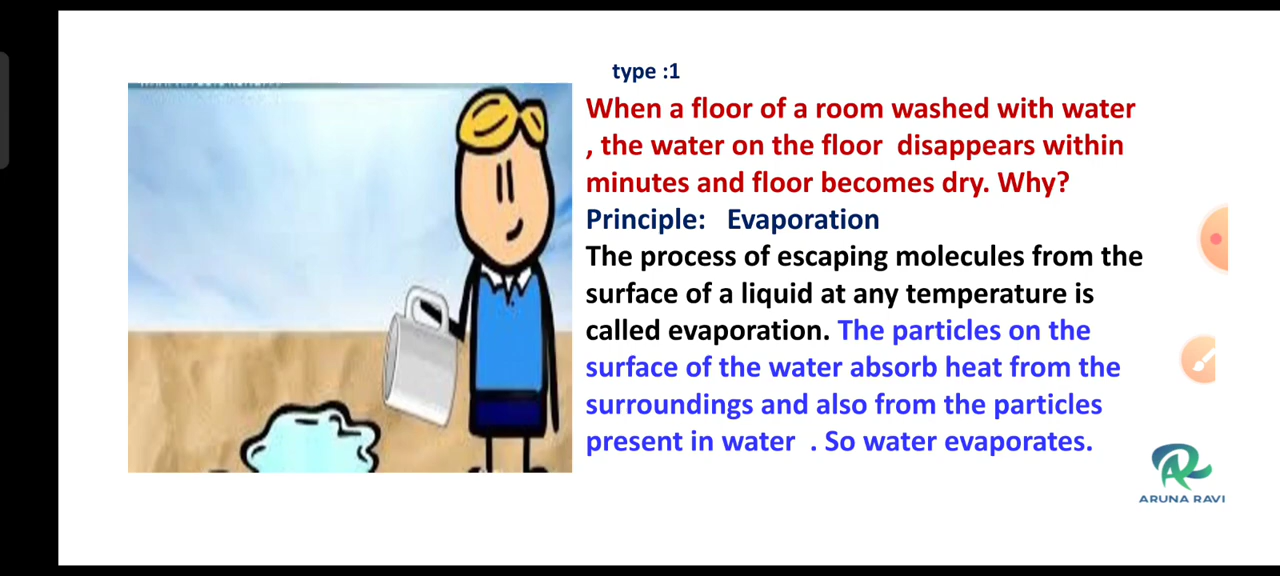 type :1
When a floor of a room washed with water
, the water on the floor disappears within
minutes and floor becomes dry. Why?
Principle: Evaporation
The process of escaping molecules from the
surface of a liquid at any temperature is
called evaporation. The particles on the
surface of the water absorb heat from the
surroundings and also from the particles
present in water . So water evaporates.
ARUNA RAVI